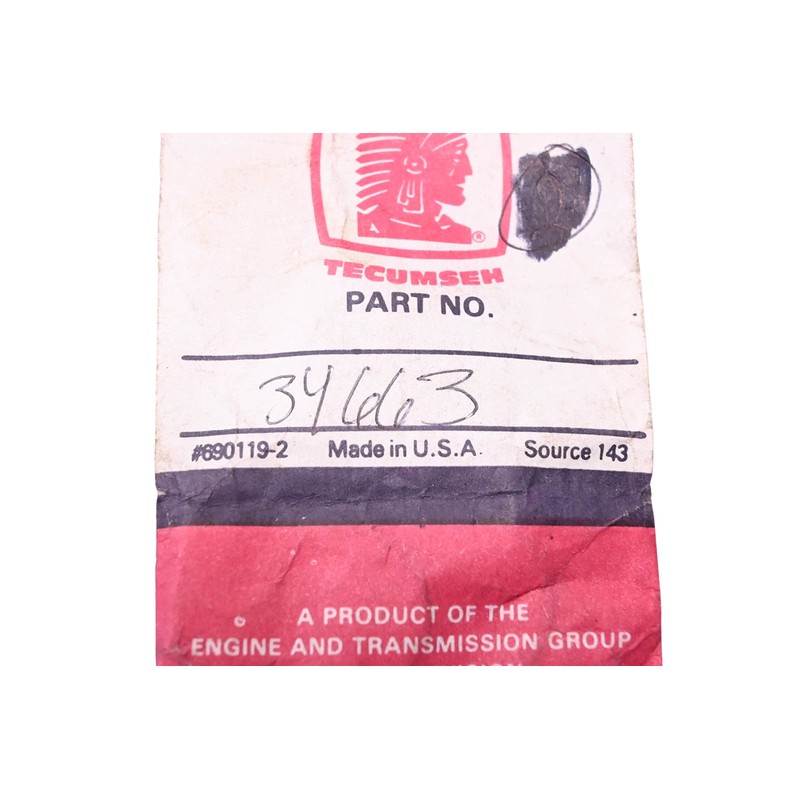 ®
TECUMSEH
PART NO.
34663
#690119-2 Made in U.S.A. Source 143
A PRODUCT OF THE
ENGINE AND TRANSMISSION GROUP